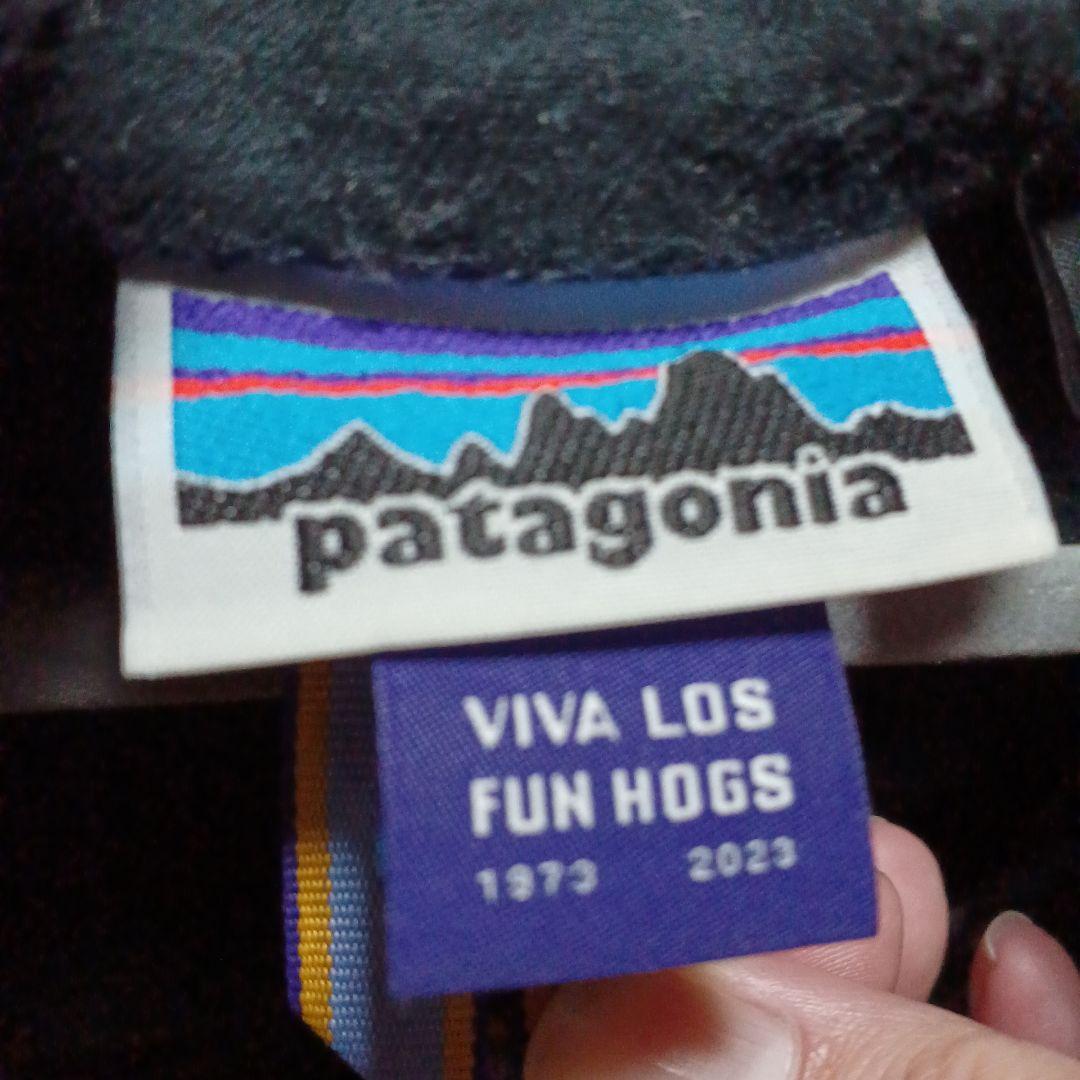 patagonia
VIVA LOS
FUN HOGS
1973 2023